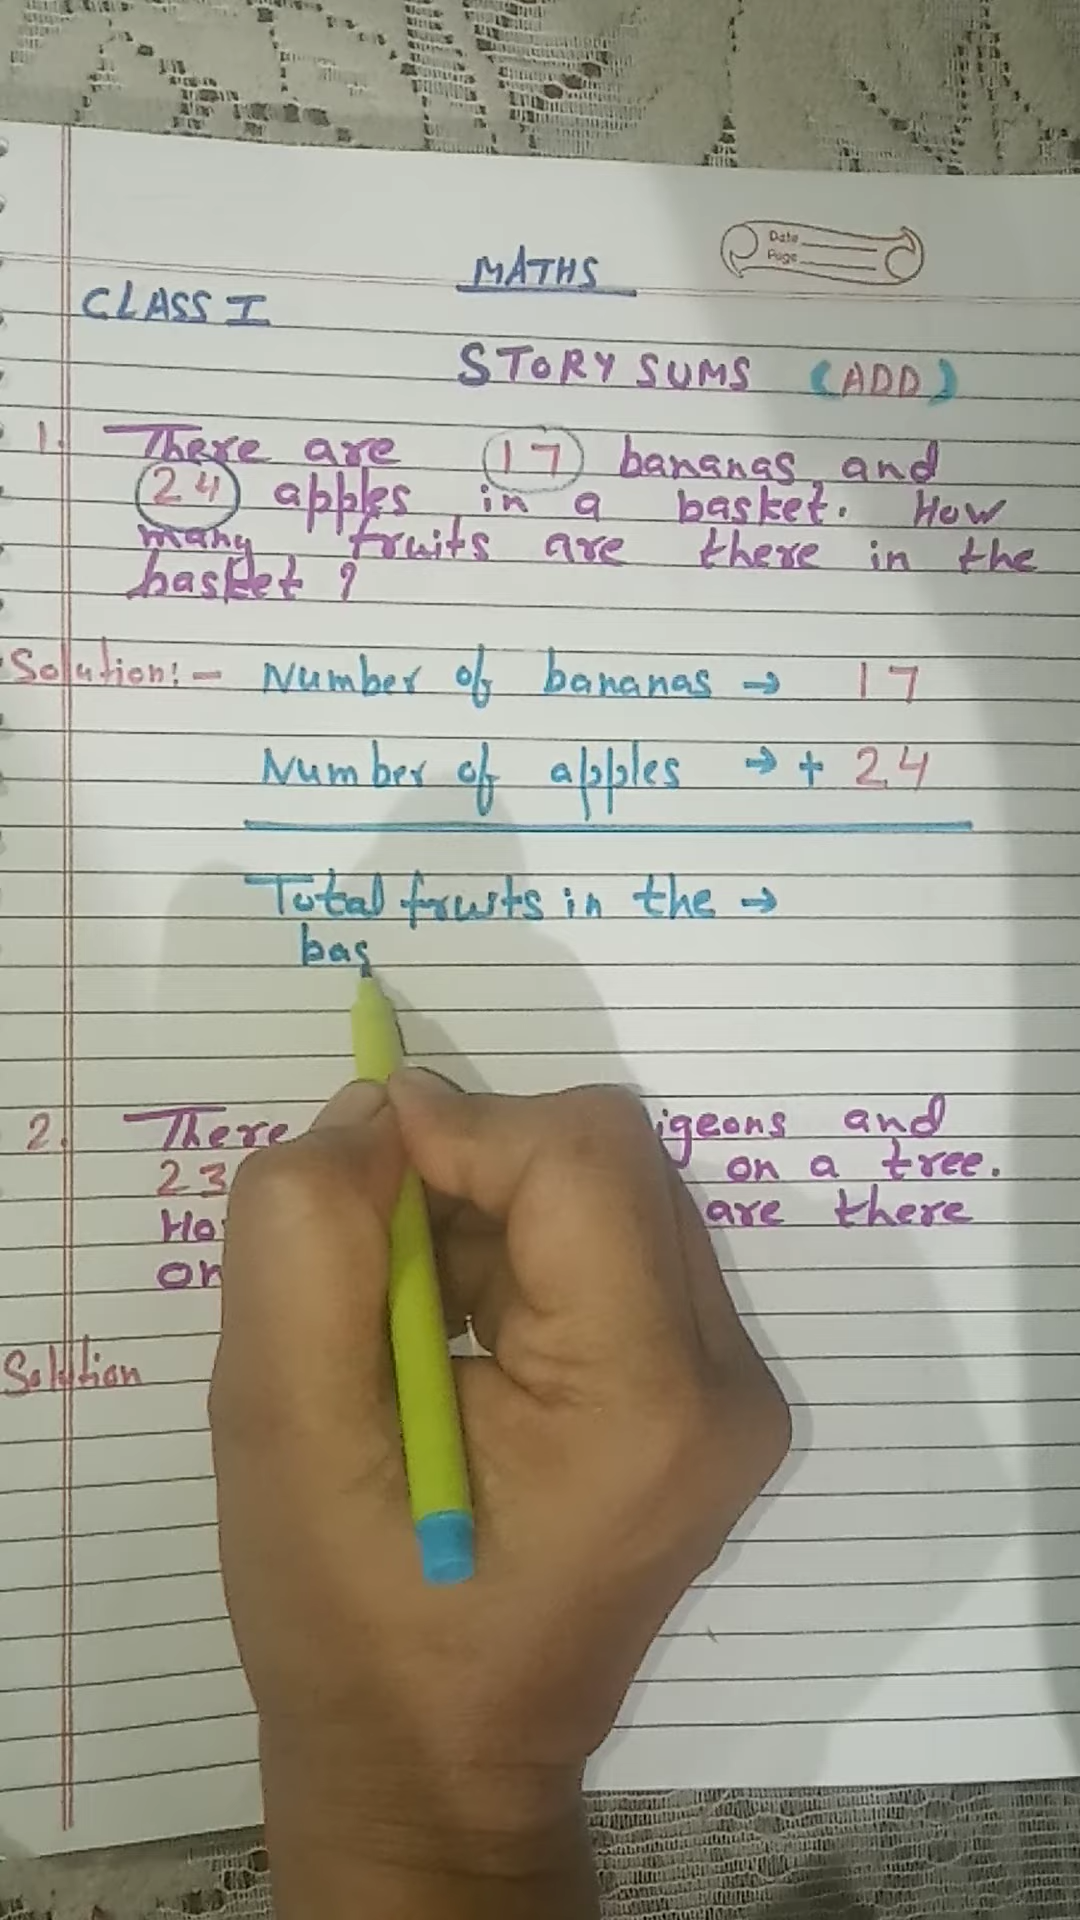 Date
Page
MATHS
CLASS I
STORY SUMS (ADD)
1. There are 17 bananas and
24 apples in a basket. How
many fruits are there in the
basket ?
Solution:- Number of bananas → 17
Number of apples → + 24
Total fruits in the →
bas
2. There igeons and
23 on a tree.
Ho are there
on
Solution